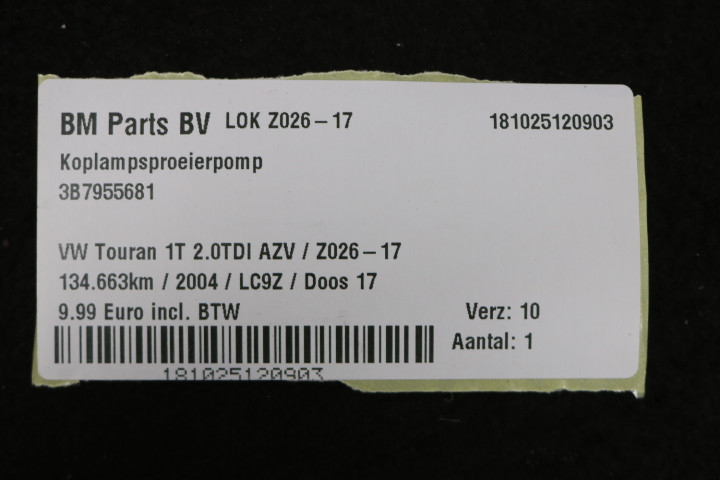 BM Parts BV LOK Z026-17 181025120903
Koplampsproeierpomp
3B7955681
VW Touran 1T 2.0TDI AZV / Z026-17
134.663km / 2004 / LC9Z / Doos 17
9.99 Euro incl. BTW Verz: 10
Aantal: 1
181025120903